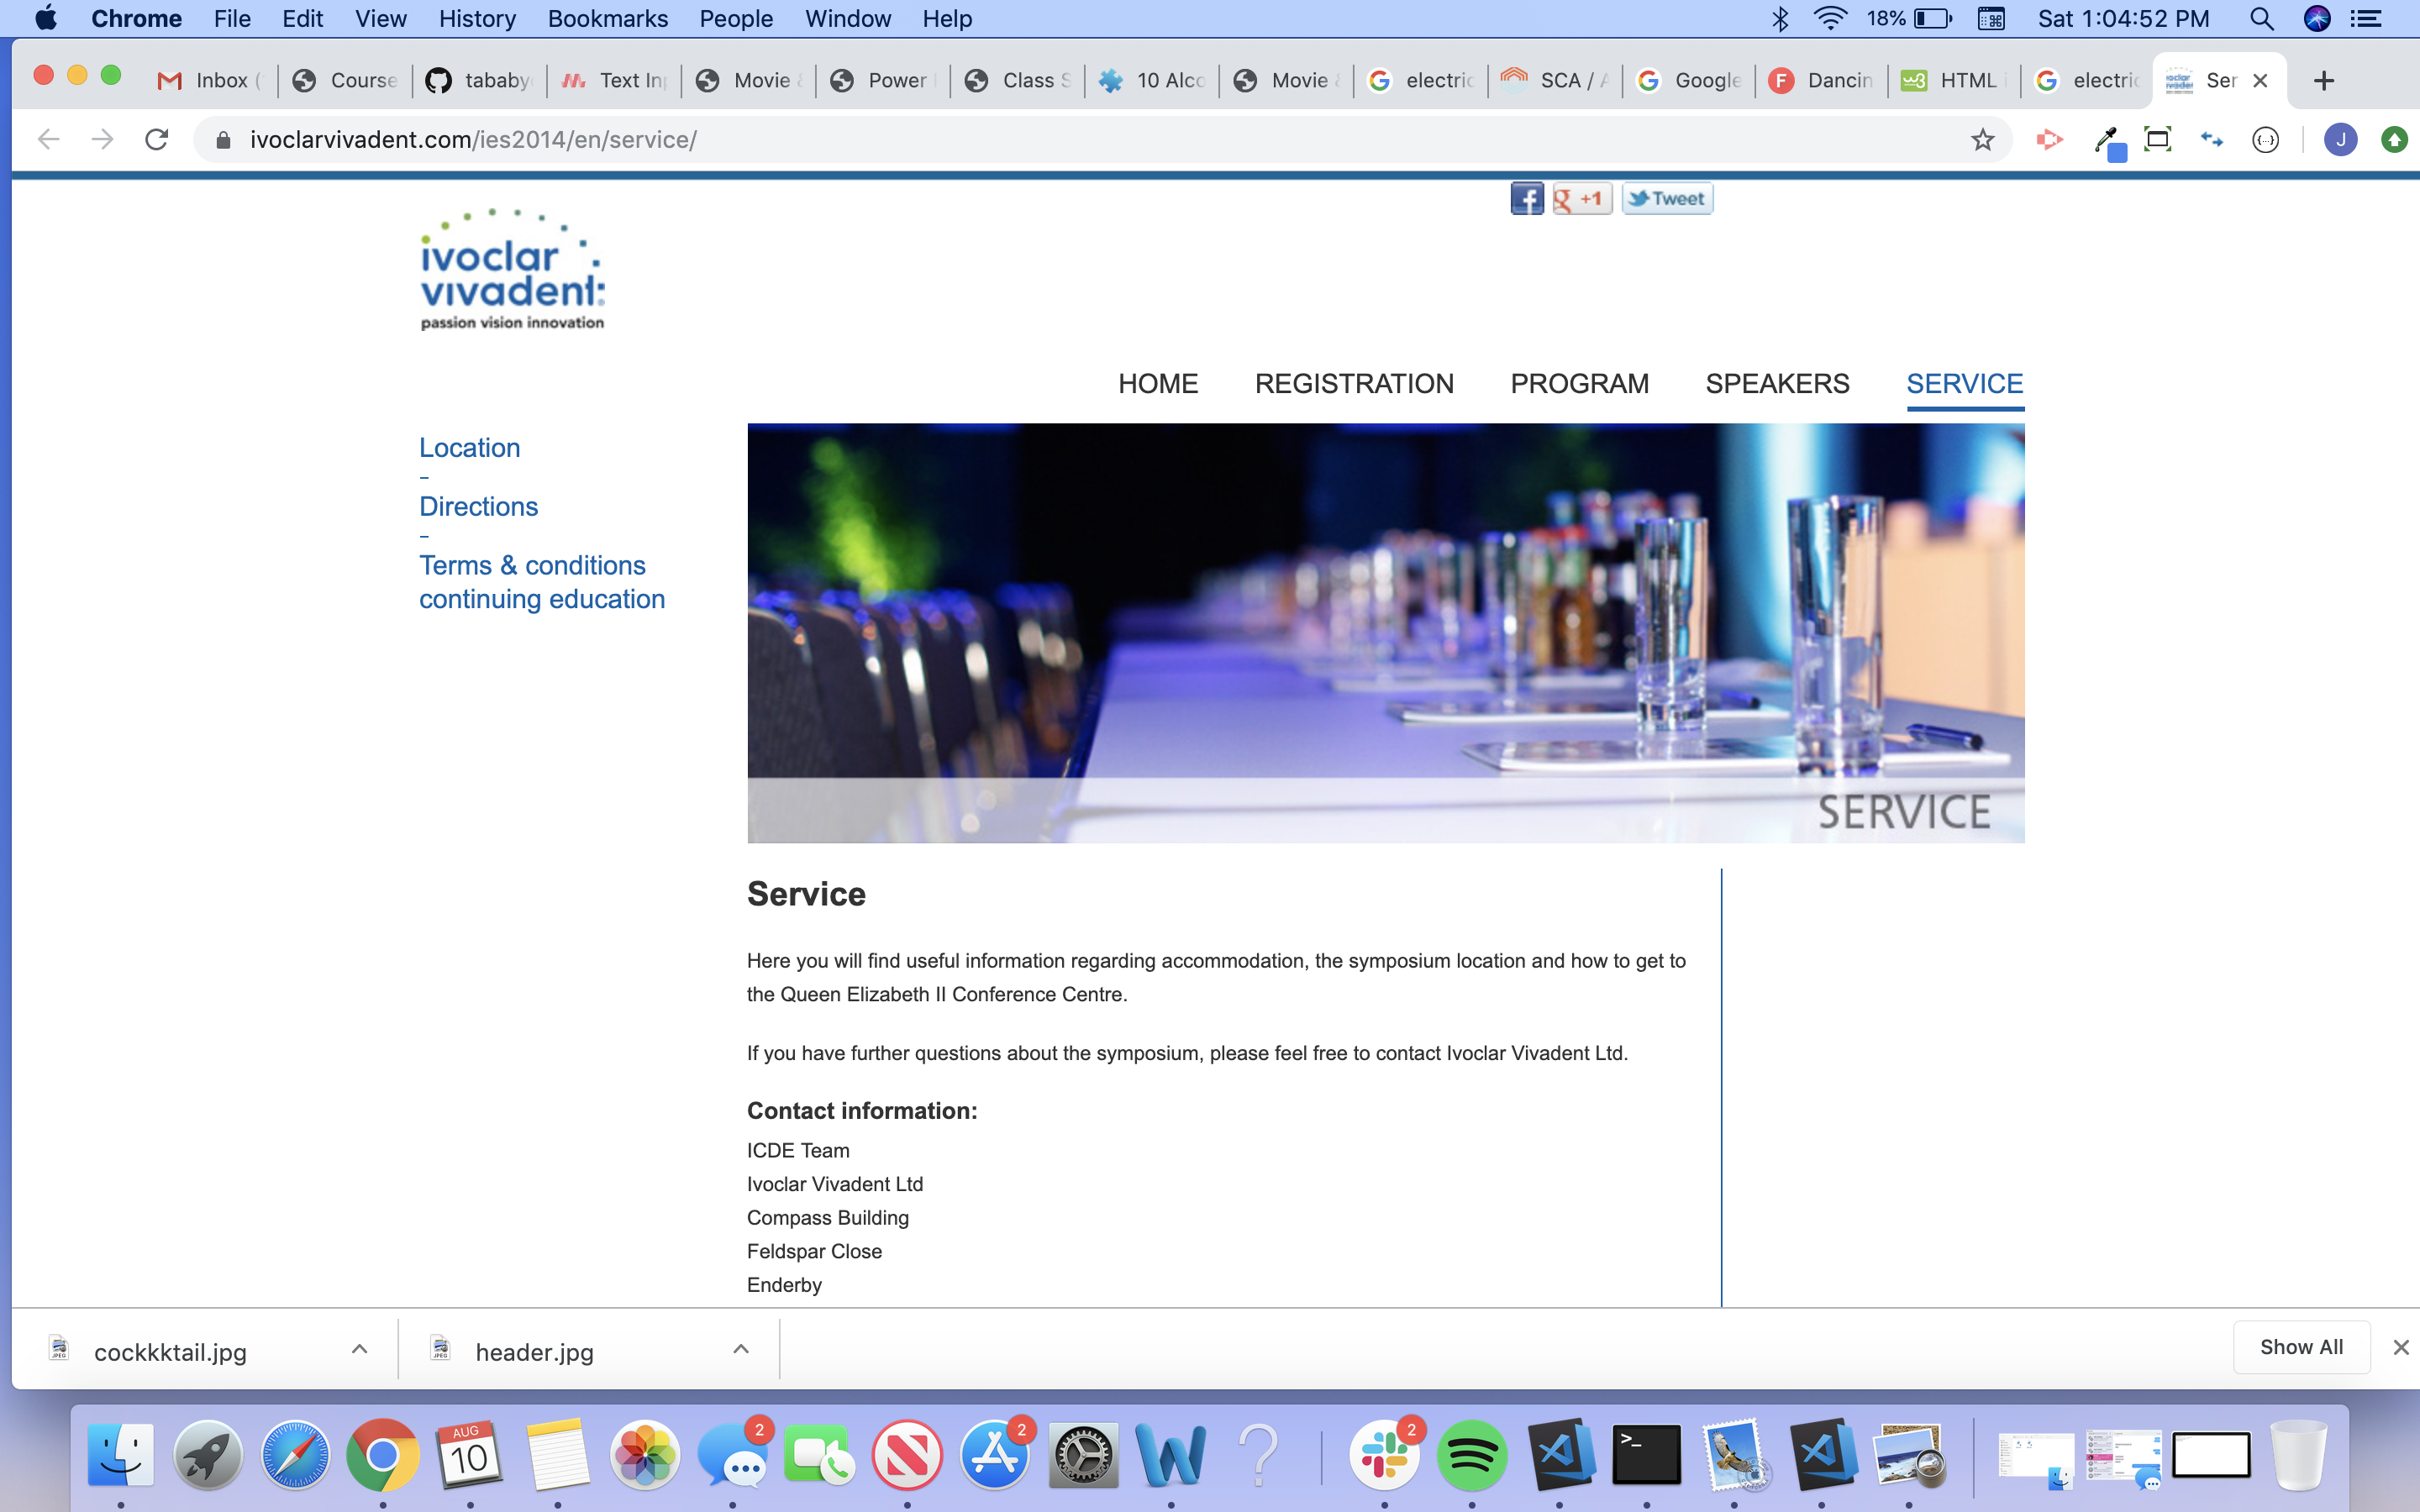 Chrome File Edit View History Bookmarks People Window Help 18% Sat 1:04:52 PM
Inbox ( Course tababy Text Inp Movie & Power Class S 10 Alco Movie & electric SCA / A Google Dancin HTML electric Ser
ivoclarvivadent.com/ies2014/en/service/
J
+1 Tweet
ivoclar
vivadent:
passion vision innovation
HOME REGISTRATION PROGRAM SPEAKERS SERVICE
Location
-
Directions
-
Terms & conditions
continuing education
SERVICE
Service
Here you will find useful information regarding accommodation, the symposium location and how to get to
the Queen Elizabeth II Conference Centre.
If you have further questions about the symposium, please feel free to contact Ivoclar Vivadent Ltd.
Contact information:
ICDE Team
Ivoclar Vivadent Ltd
Compass Building
Feldspar Close
Enderby
cockkktail.jpg header.jpg Show All
AUG
10
2 2 2